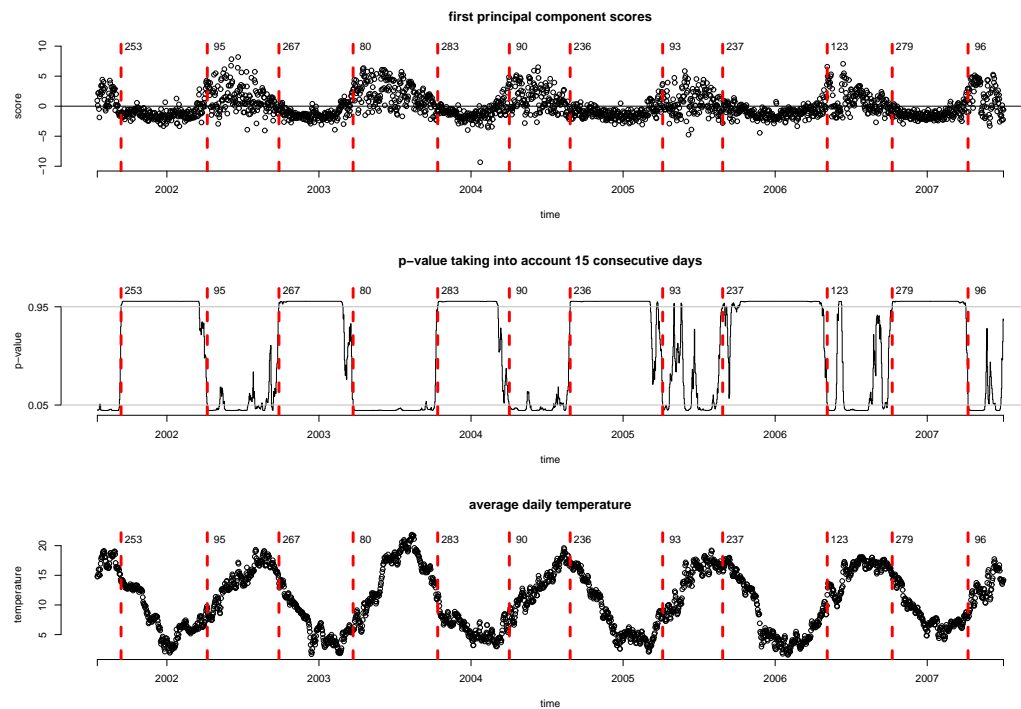 first principal component scores
253 95 267 80 283 90 236 93 237 123 279 96
10
5
0
−5
−10
score
2002 2003 2004 2005 2006 2007
time
p−value taking into account 15 consecutive days
253 95 267 80 283 90 236 93 237 123 279 96
0.95
0.05
p−value
2002 2003 2004 2005 2006 2007
time
average daily temperature
253 95 267 80 283 90 236 93 237 123 279 96
20
15
10
5
temperature
2002 2003 2004 2005 2006 2007
time